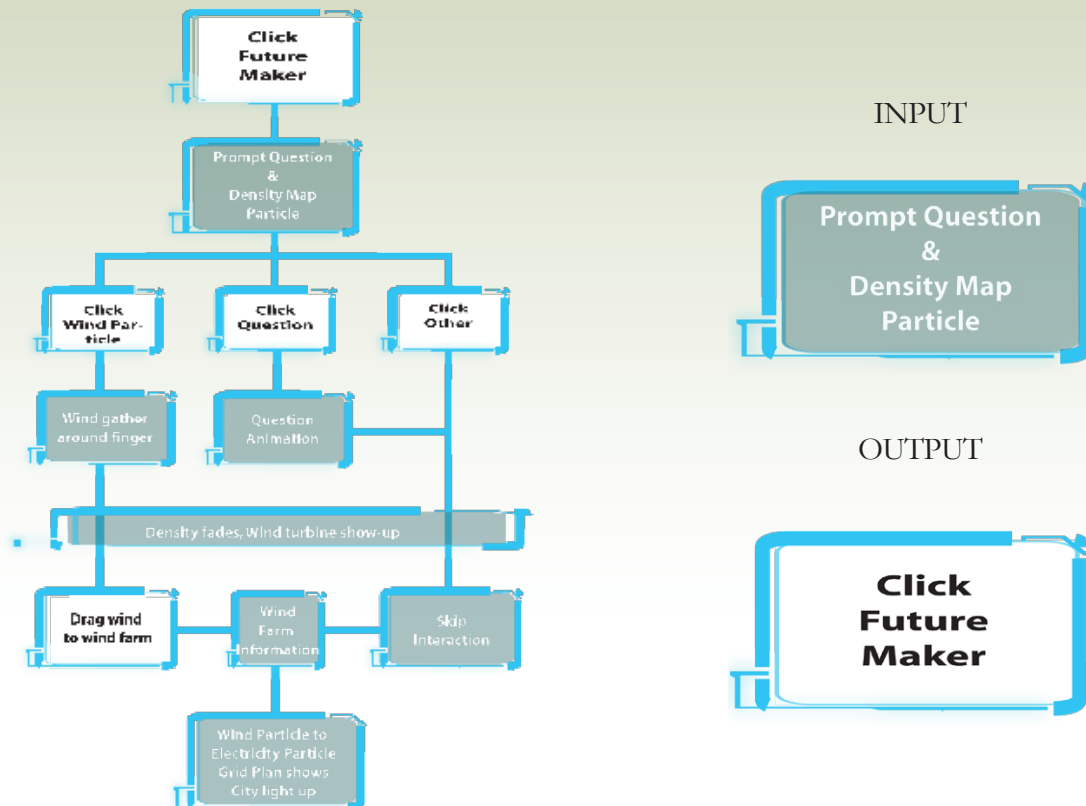 Click
Future
Maker
Prompt Question
&
Density Map
Particle
Click
Wind Par-
ticle
Click
Question
Click
Other
Wind gather
around finger
Question
Animation
Density fades, Wind turbine show-up
Drag wind
to wind farm
Wind
Farm
Information
Skip
Interaction
Wind Particle to
Electricity Particle
Grid Plan shows
City light up
INPUT
Prompt Question
&
Density Map
Particle
OUTPUT
Click
Future
Maker